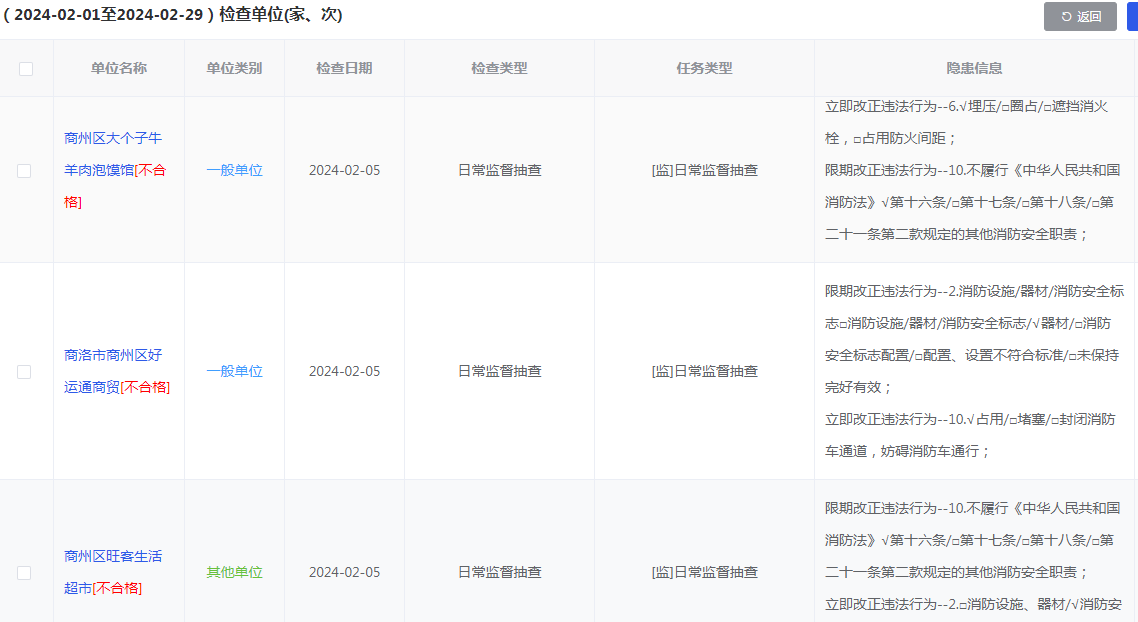 （2024-02-01至2024-02-29）检查单位(家、次)
返回
单位名称 单位类别 检查日期 检查类型 任务类型 隐患信息
商州区大个子牛
羊肉泡馍馆[不合
格]
一般单位
2024-02-05
日常监督抽查
[监]日常监督抽查
立即改正违法行为--6.√埋压/□圈占/□遮挡消火
栓，□占用防火间距；
限期改正违法行为--10.不履行《中华人民共和国
消防法》√第十六条/□第十七条/□第十八条/□第
二十一条第二款规定的其他消防安全职责；
商洛市商州区好
运通商贸[不合格]
一般单位
2024-02-05
日常监督抽查
[监]日常监督抽查
限期改正违法行为--2.消防设施/器材/消防安全标
志□消防设施/器材/消防安全标志/√器材/□消防
安全标志配置/□配置、设置不符合标准/□未保持
完好有效；
立即改正违法行为--10.√占用/□堵塞/□封闭消防
车通道，妨碍消防车通行；
商州区旺客生活
超市[不合格]
其他单位
2024-02-05
日常监督抽查
[监]日常监督抽查
限期改正违法行为--10.不履行《中华人民共和国
消防法》√第十六条/□第十七条/□第十八条/□第
二十一条第二款规定的其他消防安全职责；
立即改正违法行为--2.□消防设施、器材/√消防安